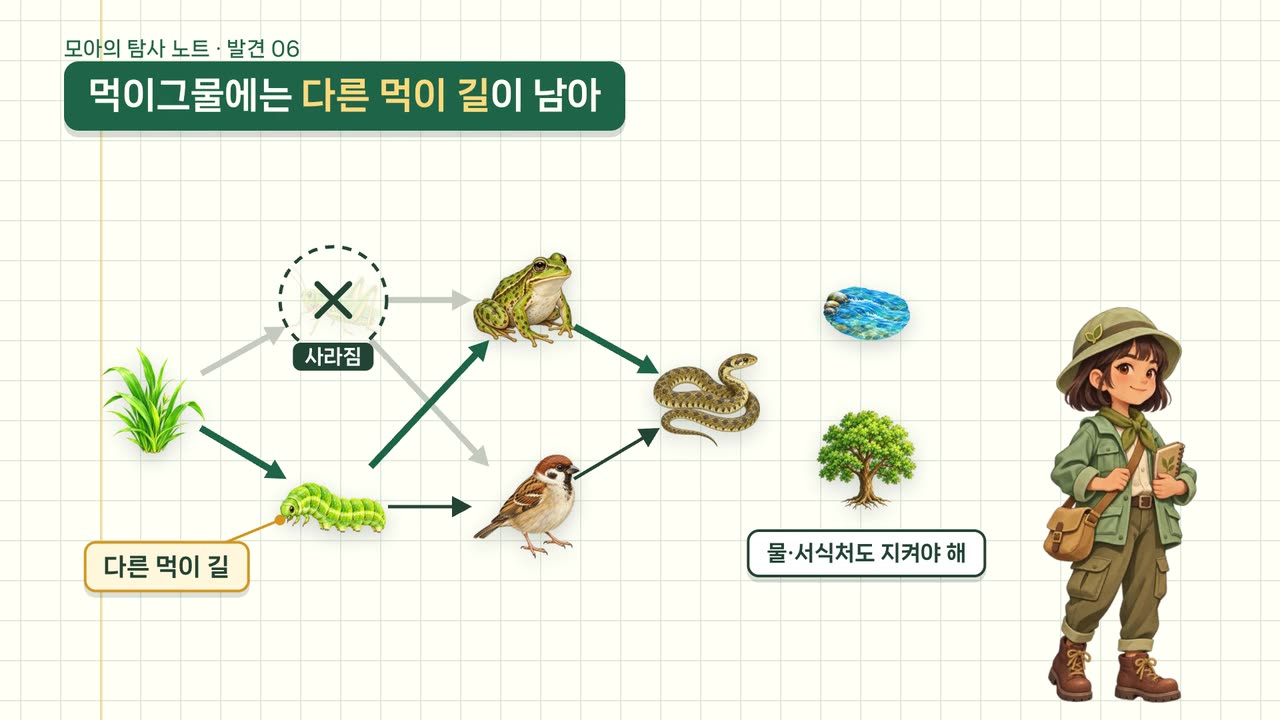 모아의 탐사 노트 · 발견 06
먹이그물에는 다른 먹이 길이 남아
사라짐
다른 먹이 길
물·서식처도 지켜야 해